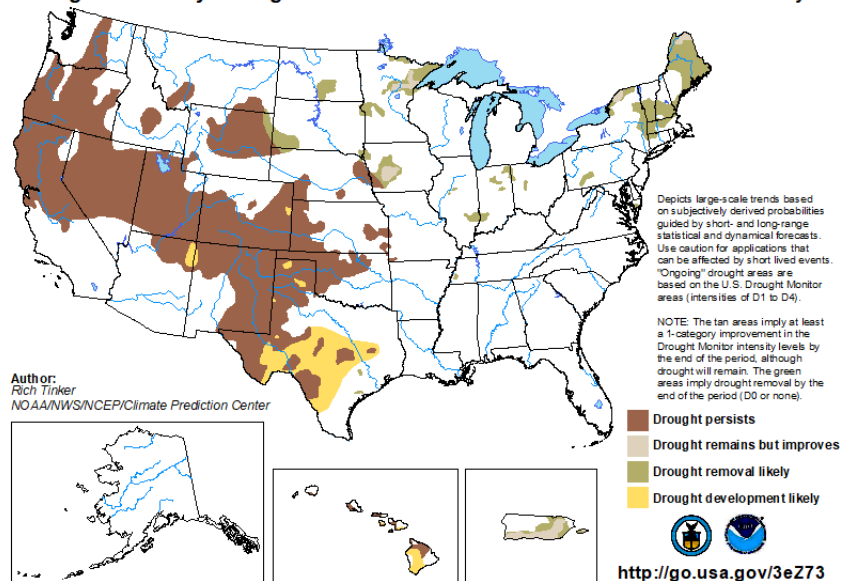 Depicts large-scale trends based
on subjectively derived probabilities
guided by short- and long-range
statistical and dynamical forecasts.
Use caution for applications that
can be affected by short lived events.
"Ongoing" drought areas are
based on the U.S. Drought Monitor
areas (intensities of D1 to D4).
NOTE: The tan areas imply at least
a 1-category improvement in the
Drought Monitor intensity levels by
the end of the period, although
drought will remain. The green
areas imply drought removal by the
end of the period (D0 or none).
Author:
Rich Tinker
NOAA/NWS/NCEP/Climate Prediction Center
Drought persists
Drought remains but improves
Drought removal likely
Drought development likely
http://go.usa.gov/3eZ73